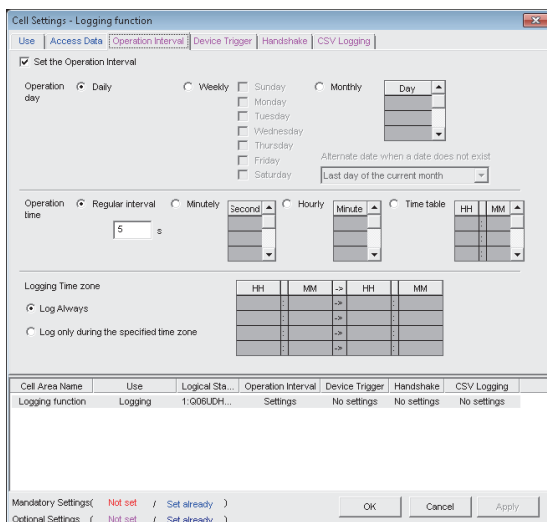 Cell Settings - Logging function
Use Access Data Operation Interval Device Trigger Handshake CSV Logging
Set the Operation Interval
Operation day Daily Weekly Sunday Monthly Day
Monday
Tuesday
Wednesday
Thursday
Friday Alternate date when a date does not exist
Saturday Last day of the current month
Operation time Regular interval Minutely Second Hourly Minute Time table HH MM
5 s
:
:
:
Logging Time zone HH MM -> HH MM
Log Always : -> :
: -> :
Log only during the specified time zone : -> :
: -> :
Cell Area Name Use Logical Sta... Operation Interval Device Trigger Handshake CSV Logging
Logging function Logging 1:Q06UDH... Settings No settings No settings No settings
Mandatory Settings( Not set / Set already ) OK Cancel Apply
Optional Settings ( Not set / Set already )